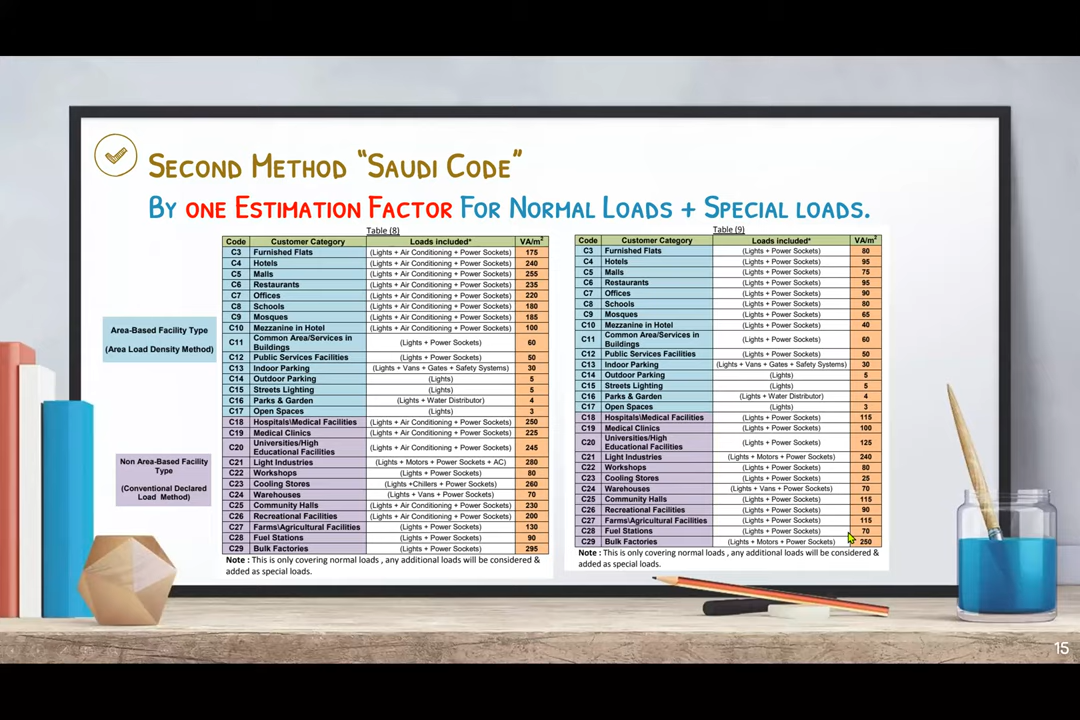 SECOND METHOD "SAUDI CODE"
BY ONE ESTIMATION FACTOR FOR NORMAL LOADS + SPECIAL LOADS.
Table (8)
Code Customer Category Loads included* VA/m²
C3 Furnished Flats (Lights + Air Conditioning + Power Sockets) 175
C4 Hotels (Lights + Air Conditioning + Power Sockets) 240
C5 Malls (Lights + Air Conditioning + Power Sockets) 255
C6 Restaurants (Lights + Air Conditioning + Power Sockets) 235
C7 Offices (Lights + Air Conditioning + Power Sockets) 220
C8 Schools (Lights + Air Conditioning + Power Sockets) 180
C9 Mosques (Lights + Air Conditioning + Power Sockets) 185
C10 Mezzanine in Hotel (Lights + Air Conditioning + Power Sockets) 100
C11 Common Area/Services in Buildings (Lights + Power Sockets) 60
C12 Public Services Facilities (Lights + Power Sockets) 50
C13 Indoor Parking (Lights + Vans + Gates + Safety Systems) 30
C14 Outdoor Parking (Lights) 5
C15 Streets Lighting (Lights) 5
C16 Parks & Garden (Lights + Water Distributor) 4
C17 Open Spaces (Lights) 3
C18 Hospitals\Medical Facilities (Lights + Air Conditioning + Power Sockets) 250
C19 Medical Clinics (Lights + Air Conditioning + Power Sockets) 225
C20 Universities/High Educational Facilities (Lights + Air Conditioning + Power Sockets) 245
C21 Light Industries (Lights + Motors + Power Sockets + AC) 280
C22 Workshops (Lights + Power Sockets) 80
C23 Cooling Stores (Lights +Chillers + Power Sockets) 260
C24 Warehouses (Lights + Vans + Power Sockets) 70
C25 Community Halls (Lights + Air Conditioning + Power Sockets) 230
C26 Recreational Facilities (Lights + Air Conditioning + Power Sockets) 200
C27 Farms\Agricultural Facilities (Lights + Power Sockets) 130
C28 Fuel Stations (Lights + Power Sockets) 90
C29 Bulk Factories (Lights + Power Sockets) 295
Note : This is only covering normal loads , any additional loads will be considered &
added as special loads.
Table (9)
Code Customer Category Loads included* VA/m²
C3 Furnished Flats (Lights + Power Sockets) 80
C4 Hotels (Lights + Power Sockets) 95
C5 Malls (Lights + Power Sockets) 75
C6 Restaurants (Lights + Power Sockets) 95
C7 Offices (Lights + Power Sockets) 90
C8 Schools (Lights + Power Sockets) 80
C9 Mosques (Lights + Power Sockets) 65
C10 Mezzanine in Hotel (Lights + Power Sockets) 40
C11 Common Area/Services in Buildings (Lights + Power Sockets) 60
C12 Public Services Facilities (Lights + Power Sockets) 50
C13 Indoor Parking (Lights + Vans + Gates + Safety Systems) 30
C14 Outdoor Parking (Lights) 5
C15 Streets Lighting (Lights) 5
C16 Parks & Garden (Lights + Water Distributor) 4
C17 Open Spaces (Lights) 3
C18 Hospitals\Medical Facilities (Lights + Power Sockets) 115
C19 Medical Clinics (Lights + Power Sockets) 100
C20 Universities/High Educational Facilities (Lights + Power Sockets) 125
C21 Light Industries (Lights + Motors + Power Sockets) 240
C22 Workshops (Lights + Power Sockets) 80
C23 Cooling Stores (Lights + Power Sockets) 25
C24 Warehouses (Lights + Vans + Power Sockets) 70
C25 Community Halls (Lights + Power Sockets) 115
C26 Recreational Facilities (Lights + Power Sockets) 90
C27 Farms\Agricultural Facilities (Lights + Power Sockets) 115
C28 Fuel Stations (Lights + Power Sockets) 70
C29 Bulk Factories (Lights + Motors + Power Sockets) 250
Note : This is only covering normal loads , any additional loads will be considered &
added as special loads.
Area-Based Facility Type
(Area Load Density Method)
Non Area-Based Facility
Type
(Conventional Declared
Load Method)
15